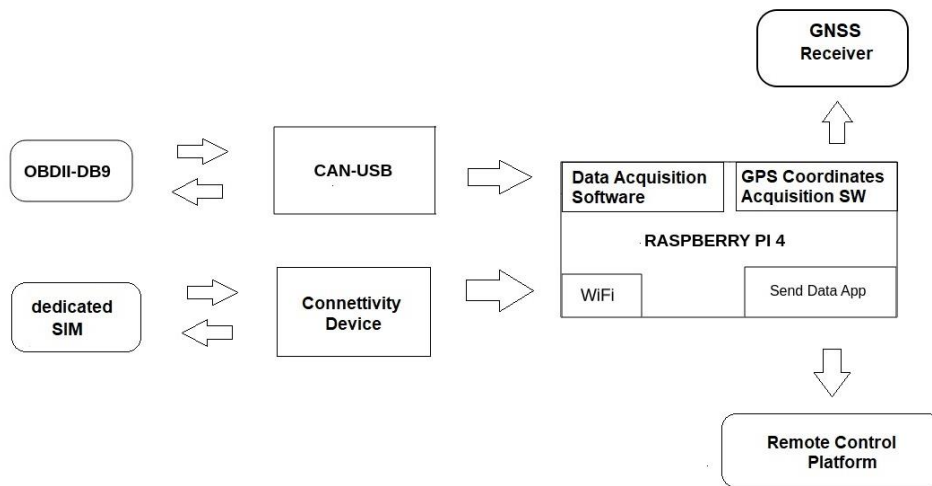 GNSS
Receiver
OBDII-DB9
CAN-USB
Data Acquisition
Software
GPS Coordinates
Acquisition SW
RASPBERRY PI 4
dedicated
SIM
Connettivity
Device
WiFi
Send Data App
Remote Control
Platform